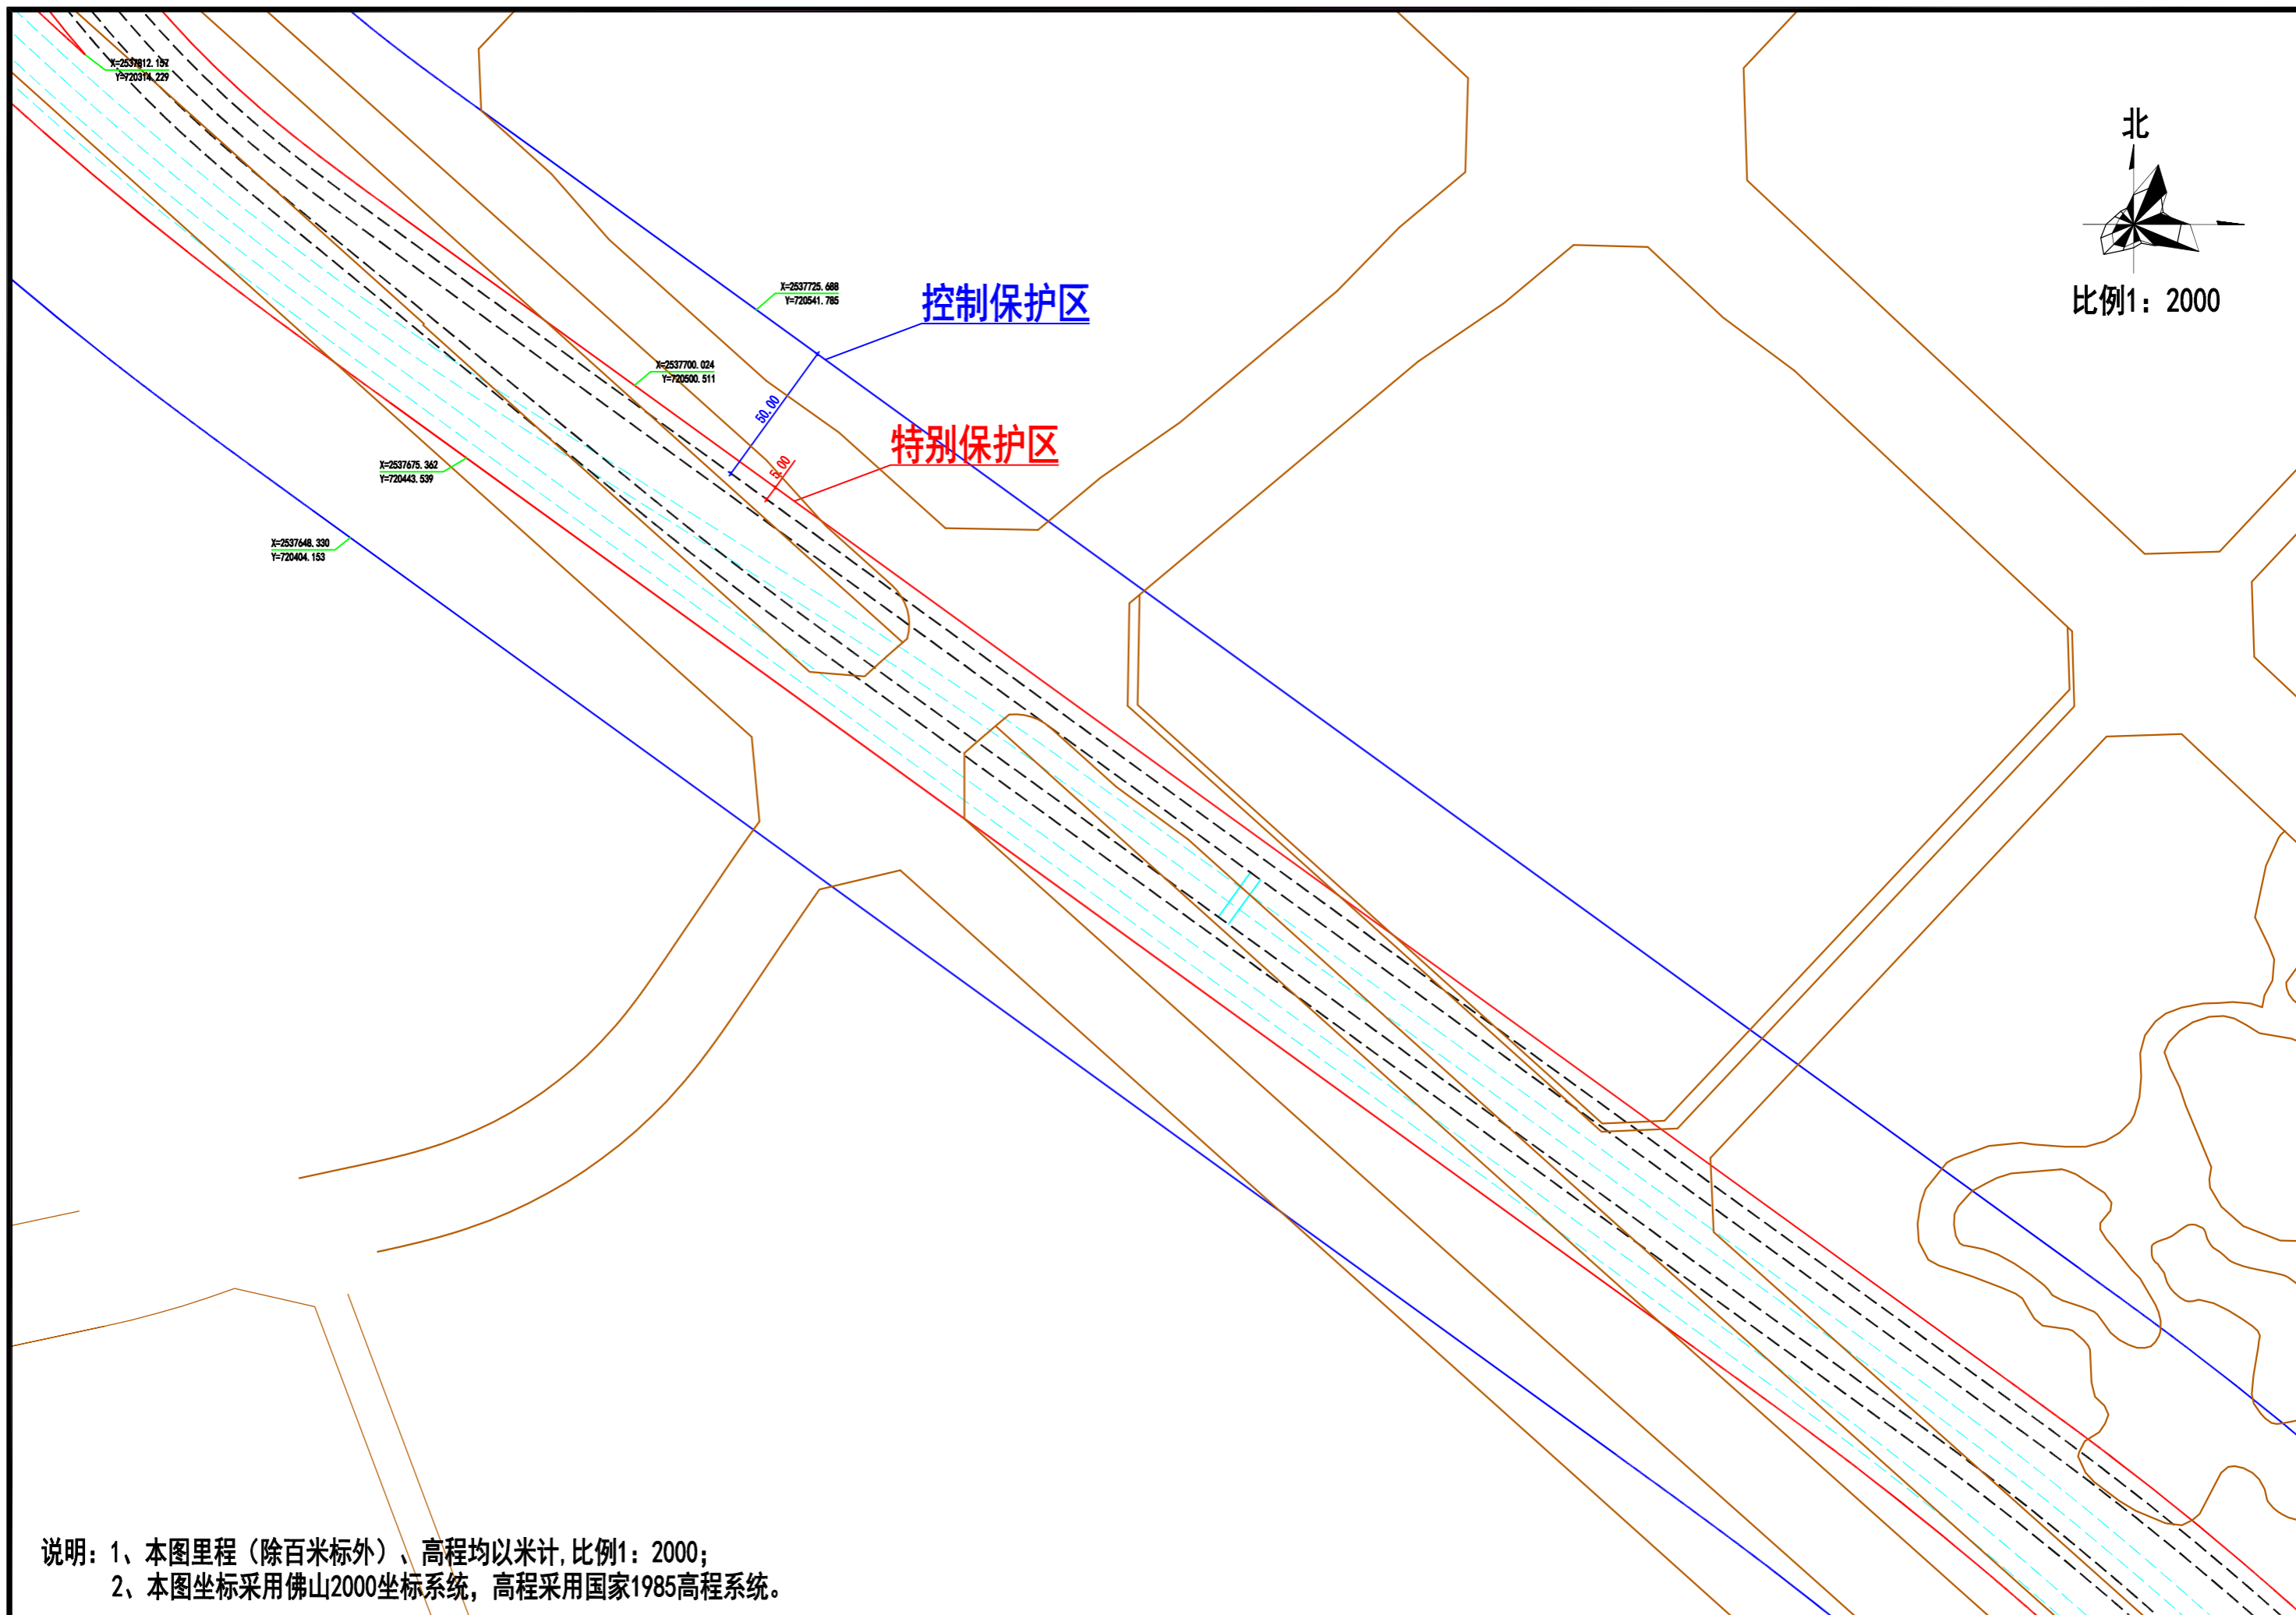 X=2537812.157
Y=720314.229
北
比例1：2000
X=2537725.688
Y=720541.785
控制保护区
X=2537700.024
Y=720500.511
50.00
特别保护区
5.00
X=2537675.362
Y=720443.539
X=2537648.330
Y=720404.153
说明：1、本图里程（除百米标外）、高程均以米计,比例1：2000；
2、本图坐标采用佛山2000坐标系统，高程采用国家1985高程系统。